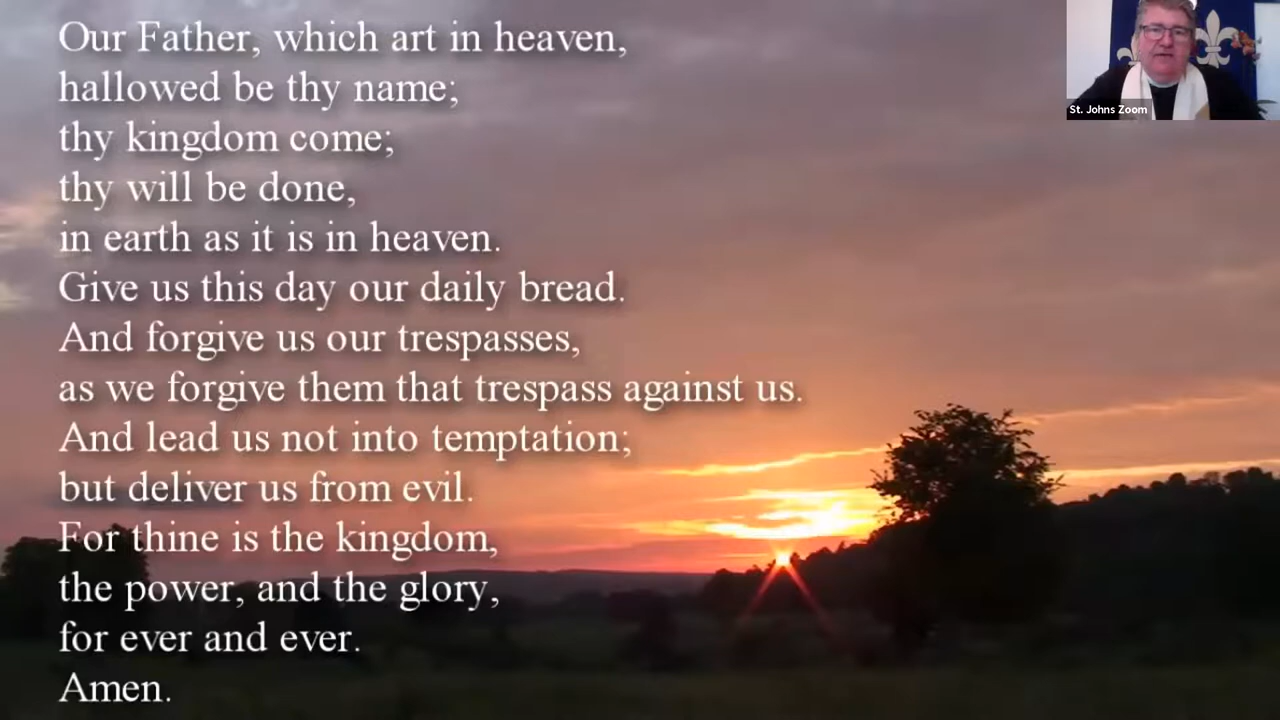 Our Father, which art in heaven,
hallowed be thy name;
thy kingdom come;
thy will be done,
in earth as it is in heaven.
Give us this day our daily bread.
And forgive us our trespasses,
as we forgive them that trespass against us.
And lead us not into temptation;
but deliver us from evil.
For thine is the kingdom,
the power, and the glory,
for ever and ever.
Amen.
St. Johns Zoom